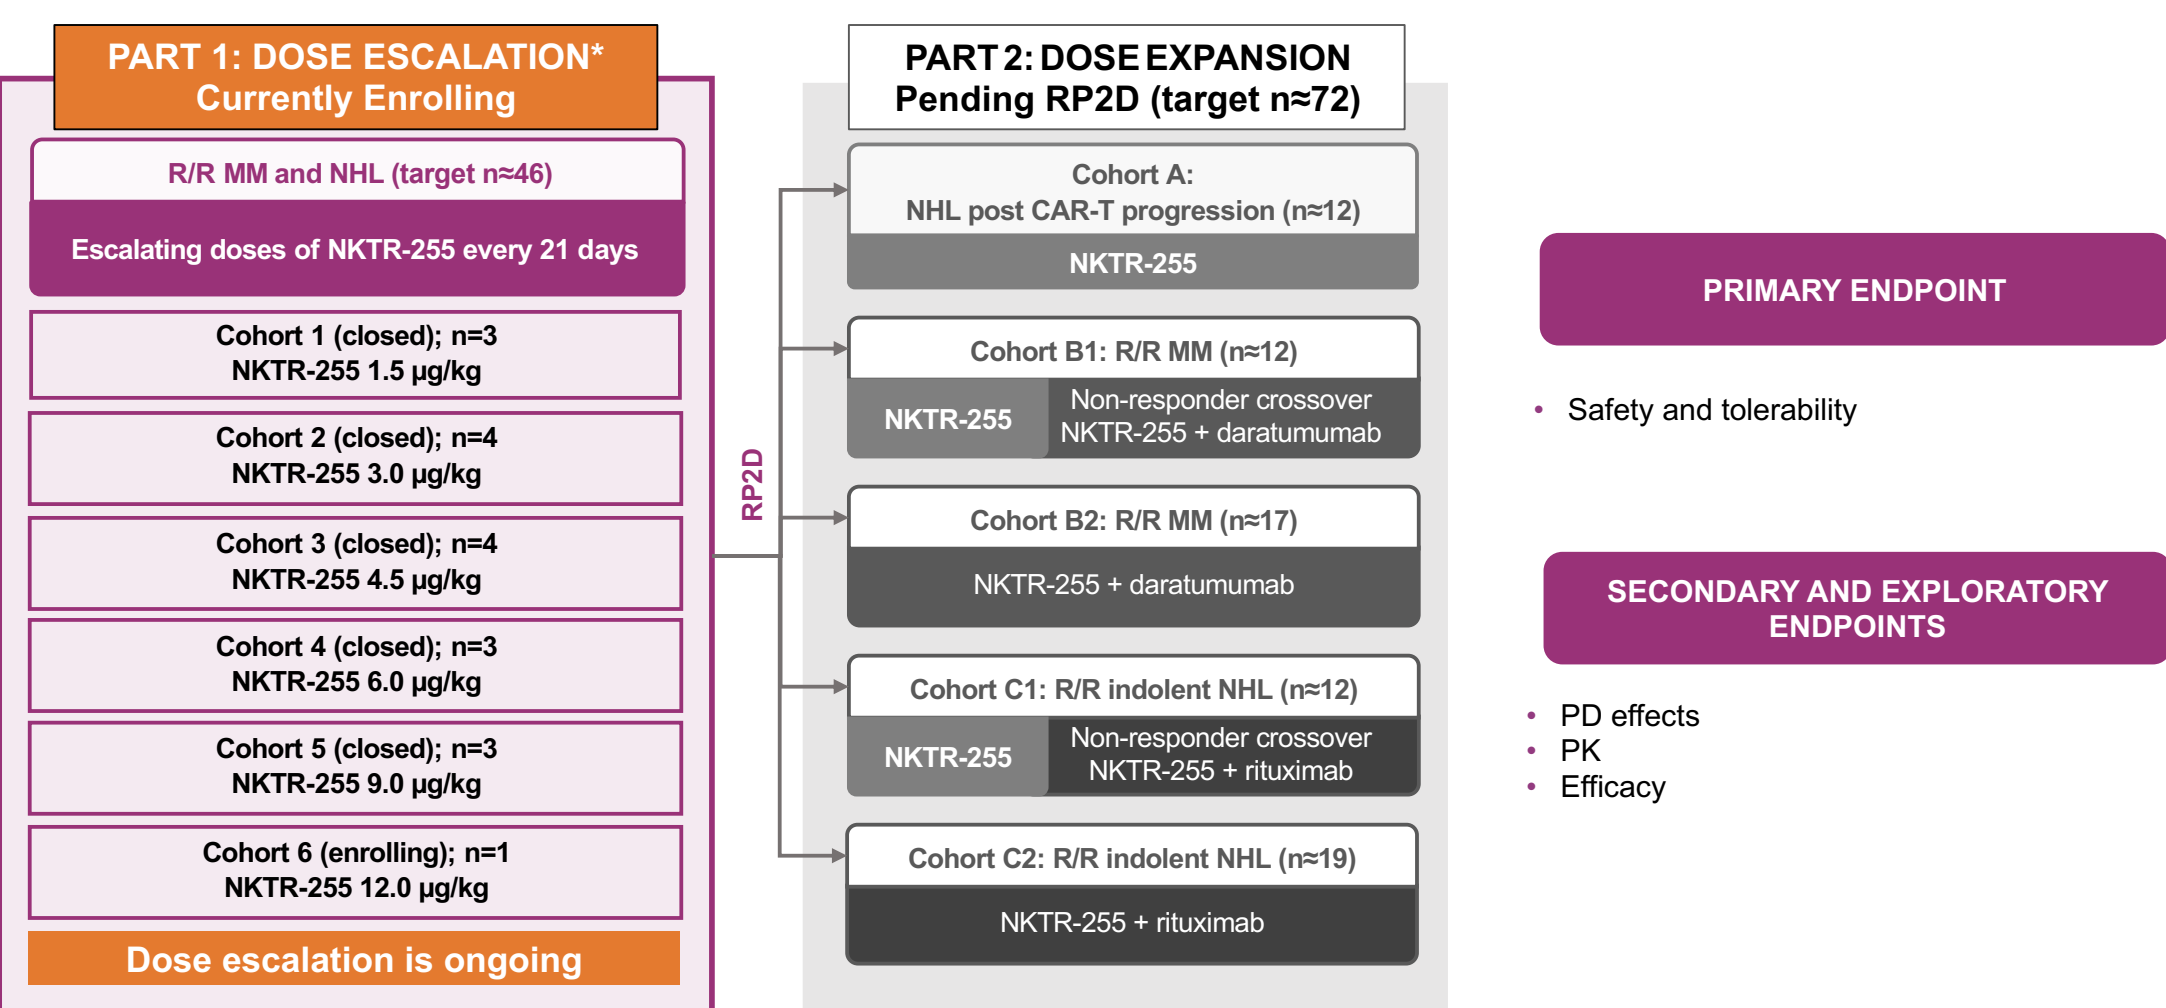 PART 1: DOSE ESCALATION*
Currently Enrolling
R/R MM and NHL (target n≈46)
Escalating doses of NKTR-255 every 21 days
Cohort 1 (closed); n=3
NKTR-255 1.5 µg/kg
Cohort 2 (closed); n=4
NKTR-255 3.0 µg/kg
Cohort 3 (closed); n=4
NKTR-255 4.5 µg/kg
Cohort 4 (closed); n=3
NKTR-255 6.0 µg/kg
Cohort 5 (closed); n=3
NKTR-255 9.0 µg/kg
Cohort 6 (enrolling); n=1
NKTR-255 12.0 µg/kg
Dose escalation is ongoing
RP2D
PART 2: DOSE EXPANSION
Pending RP2D (target n≈72)
Cohort A:
NHL post CAR-T progression (n≈12)
NKTR-255
Cohort B1: R/R MM (n≈12)
NKTR-255
Non-responder crossover
NKTR-255 + daratumumab
Cohort B2: R/R MM (n≈17)
NKTR-255 + daratumumab
Cohort C1: R/R indolent NHL (n≈12)
NKTR-255
Non-responder crossover
NKTR-255 + rituximab
Cohort C2: R/R indolent NHL (n≈19)
NKTR-255 + rituximab
PRIMARY ENDPOINT
• Safety and tolerability
SECONDARY AND EXPLORATORY
ENDPOINTS
• PD effects
• PK
• Efficacy